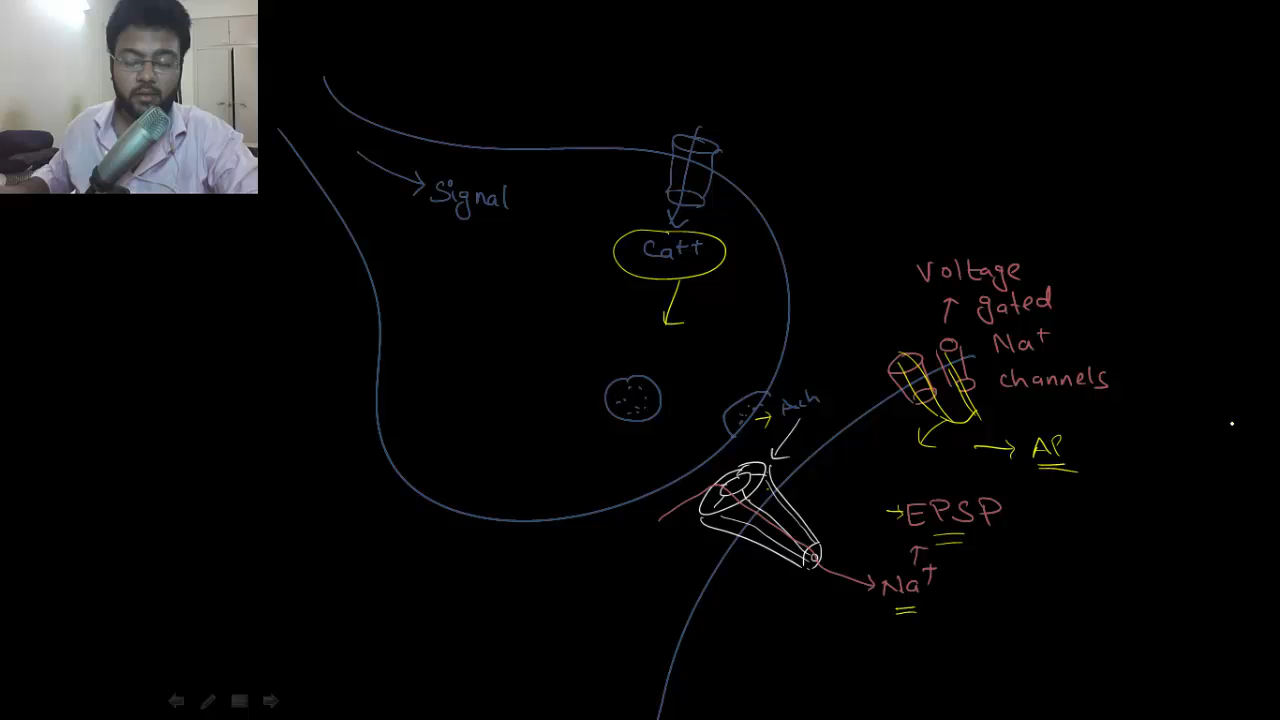 Signal
Ca++
Voltage
gated
Na+
channels
Ach
AP
EPSP
Na+